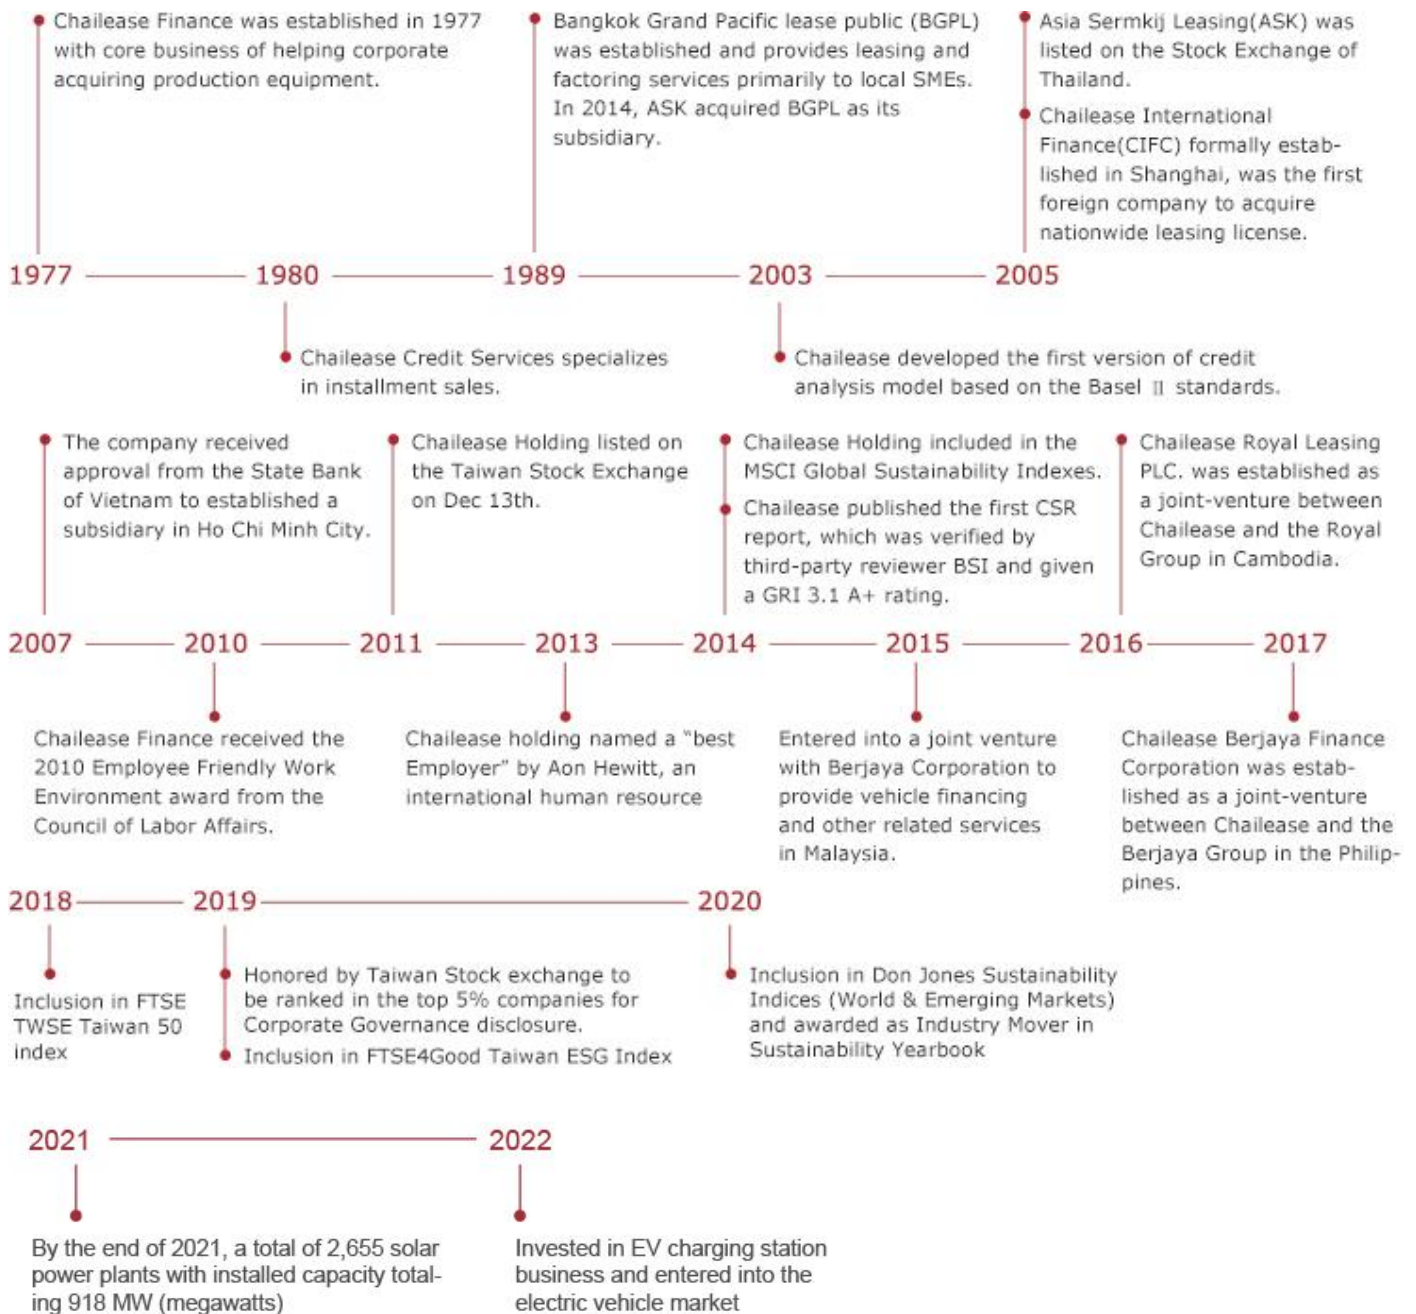 Chailease Finance was established in 1977
with core business of helping corporate
acquiring production equipment.
Bangkok Grand Pacific lease public (BGPL)
was established and provides leasing and
factoring services primarily to local SMEs.
In 2014, ASK acquired BGPL as its
subsidiary.
Asia Sermkij Leasing(ASK) was
listed on the Stock Exchange of
Thailand.
Chailease International
Finance(CIFC) formally estab-
lished in Shanghai, was the first
foreign company to acquire
nationwide leasing license.
1977 1980 1989 2003 2005
Chailease Credit Services specializes
in installment sales.
Chailease developed the first version of credit
analysis model based on the Basel Ⅱ standards.
The company received
approval from the State Bank
of Vietnam to established a
subsidiary in Ho Chi Minh City.
Chailease Holding listed on
the Taiwan Stock Exchange
on Dec 13th.
Chailease Holding included in the
MSCI Global Sustainability Indexes.
Chailease published the first CSR
report, which was verified by
third-party reviewer BSI and given
a GRI 3.1 A+ rating.
Chailease Royal Leasing
PLC. was established as
a joint-venture between
Chailease and the Royal
Group in Cambodia.
2007 2010 2011 2013 2014 2015 2016 2017
Chailease Finance received the
2010 Employee Friendly Work
Environment award from the
Council of Labor Affairs.
Chailease holding named a “best
Employer” by Aon Hewitt, an
international human resource
Entered into a joint venture
with Berjaya Corporation to
provide vehicle financing
and other related services
in Malaysia.
Chailease Berjaya Finance
Corporation was estab-
lished as a joint-venture
between Chailease and the
Berjaya Group in the Philip-
pines.
2018 2019 2020
Inclusion in FTSE
TWSE Taiwan 50
index
Honored by Taiwan Stock exchange to
be ranked in the top 5% companies for
Corporate Governance disclosure.
Inclusion in FTSE4Good Taiwan ESG Index
Inclusion in Don Jones Sustainability
Indices (World & Emerging Markets)
and awarded as Industry Mover in
Sustainability Yearbook
2021 2022
By the end of 2021, a total of 2,655 solar
power plants with installed capacity total-
ing 918 MW (megawatts)
Invested in EV charging station
business and entered into the
electric vehicle market